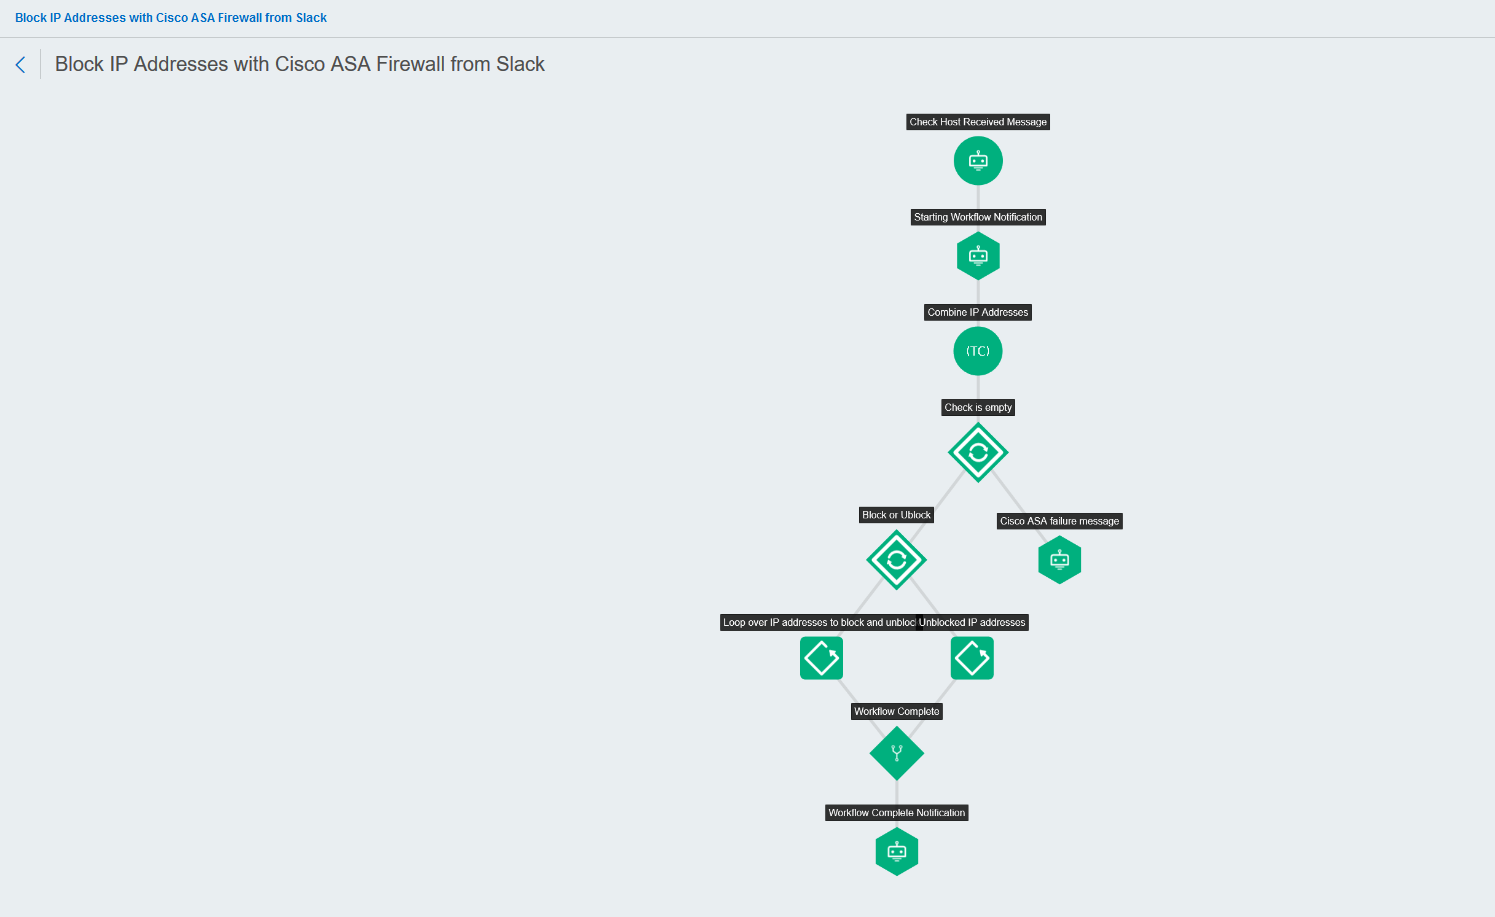 Block IP Addresses with Cisco ASA Firewall from Slack
Block IP Addresses with Cisco ASA Firewall from Slack
Check Host Received Message
Starting Workflow Notification
Combine IP Addresses
(TC)
Check is empty
Block or Ublock
Cisco ASA failure message
Loop over IP addresses to block and unbloc
Unblocked IP addresses
Workflow Complete
Workflow Complete Notification